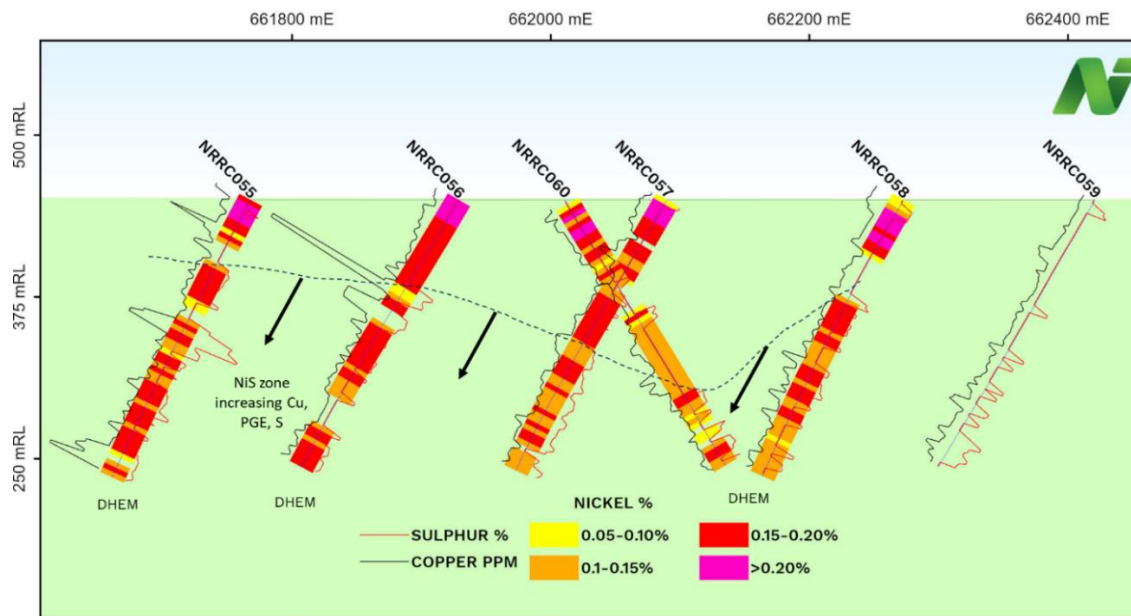 661800 mE
662000 mE
662200 mE
662400 mE
500 mRL
375 mRL
250 mRL
NRRC055
NRRC056
NRRC060
NRRC057
NRRC058
NRRC059
NiS zone
increasing Cu,
PGE, S
DHEM
DHEM
DHEM
NICKEL %
SULPHUR %
COPPER PPM
0.05-0.10%
0.1-0.15%
0.15-0.20%
>0.20%